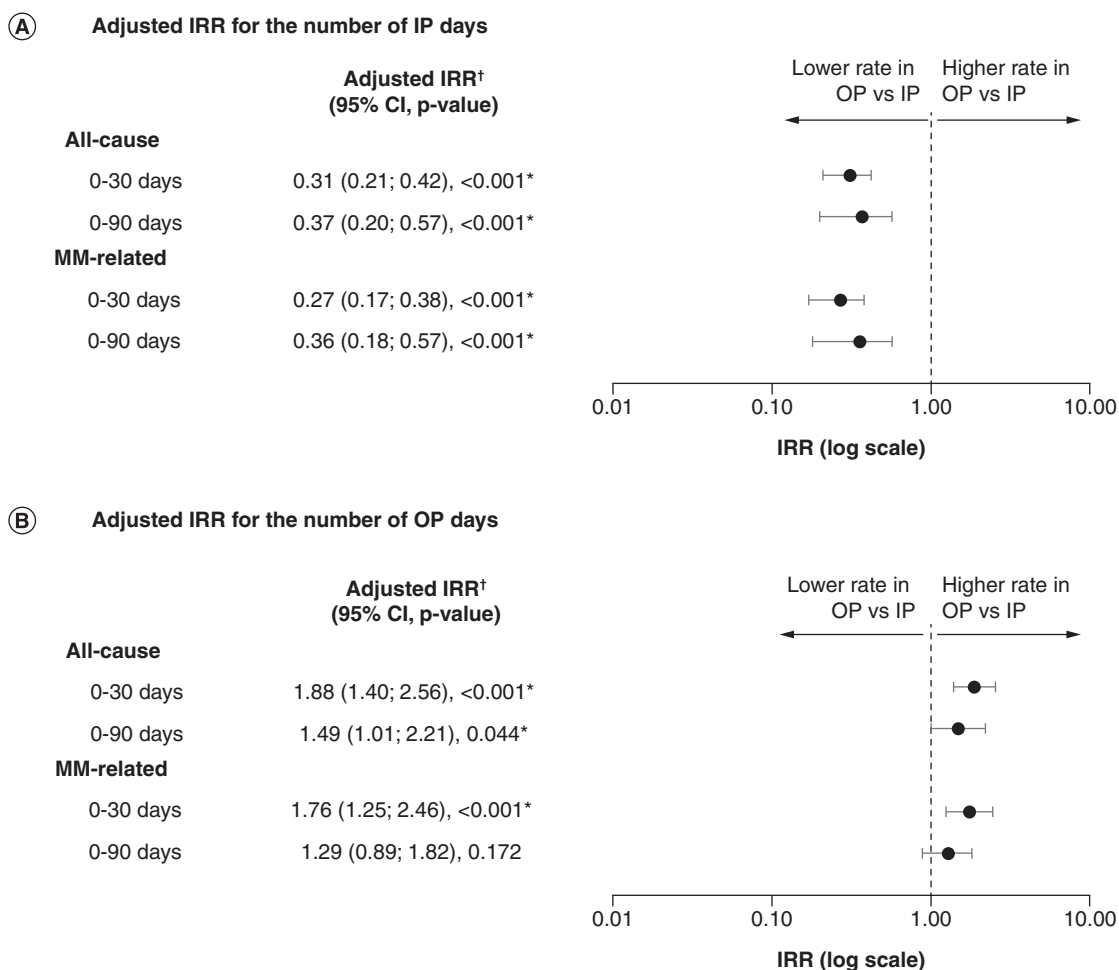 A Adjusted IRR for the number of IP days
Adjusted IRR†
(95% CI, p-value)
Lower rate in
OP vs IP
Higher rate in
OP vs IP
All-cause
0-30 days 0.31 (0.21; 0.42), <0.001*
0-90 days 0.37 (0.20; 0.57), <0.001*
MM-related
0-30 days 0.27 (0.17; 0.38), <0.001*
0-90 days 0.36 (0.18; 0.57), <0.001*
0.01 0.10 1.00 10.00
IRR (log scale)
B Adjusted IRR for the number of OP days
Adjusted IRR†
(95% CI, p-value)
Lower rate in
OP vs IP
Higher rate in
OP vs IP
All-cause
0-30 days 1.88 (1.40; 2.56), <0.001*
0-90 days 1.49 (1.01; 2.21), 0.044*
MM-related
0-30 days 1.76 (1.25; 2.46), <0.001*
0-90 days 1.29 (0.89; 1.82), 0.172
0.01 0.10 1.00 10.00
IRR (log scale)